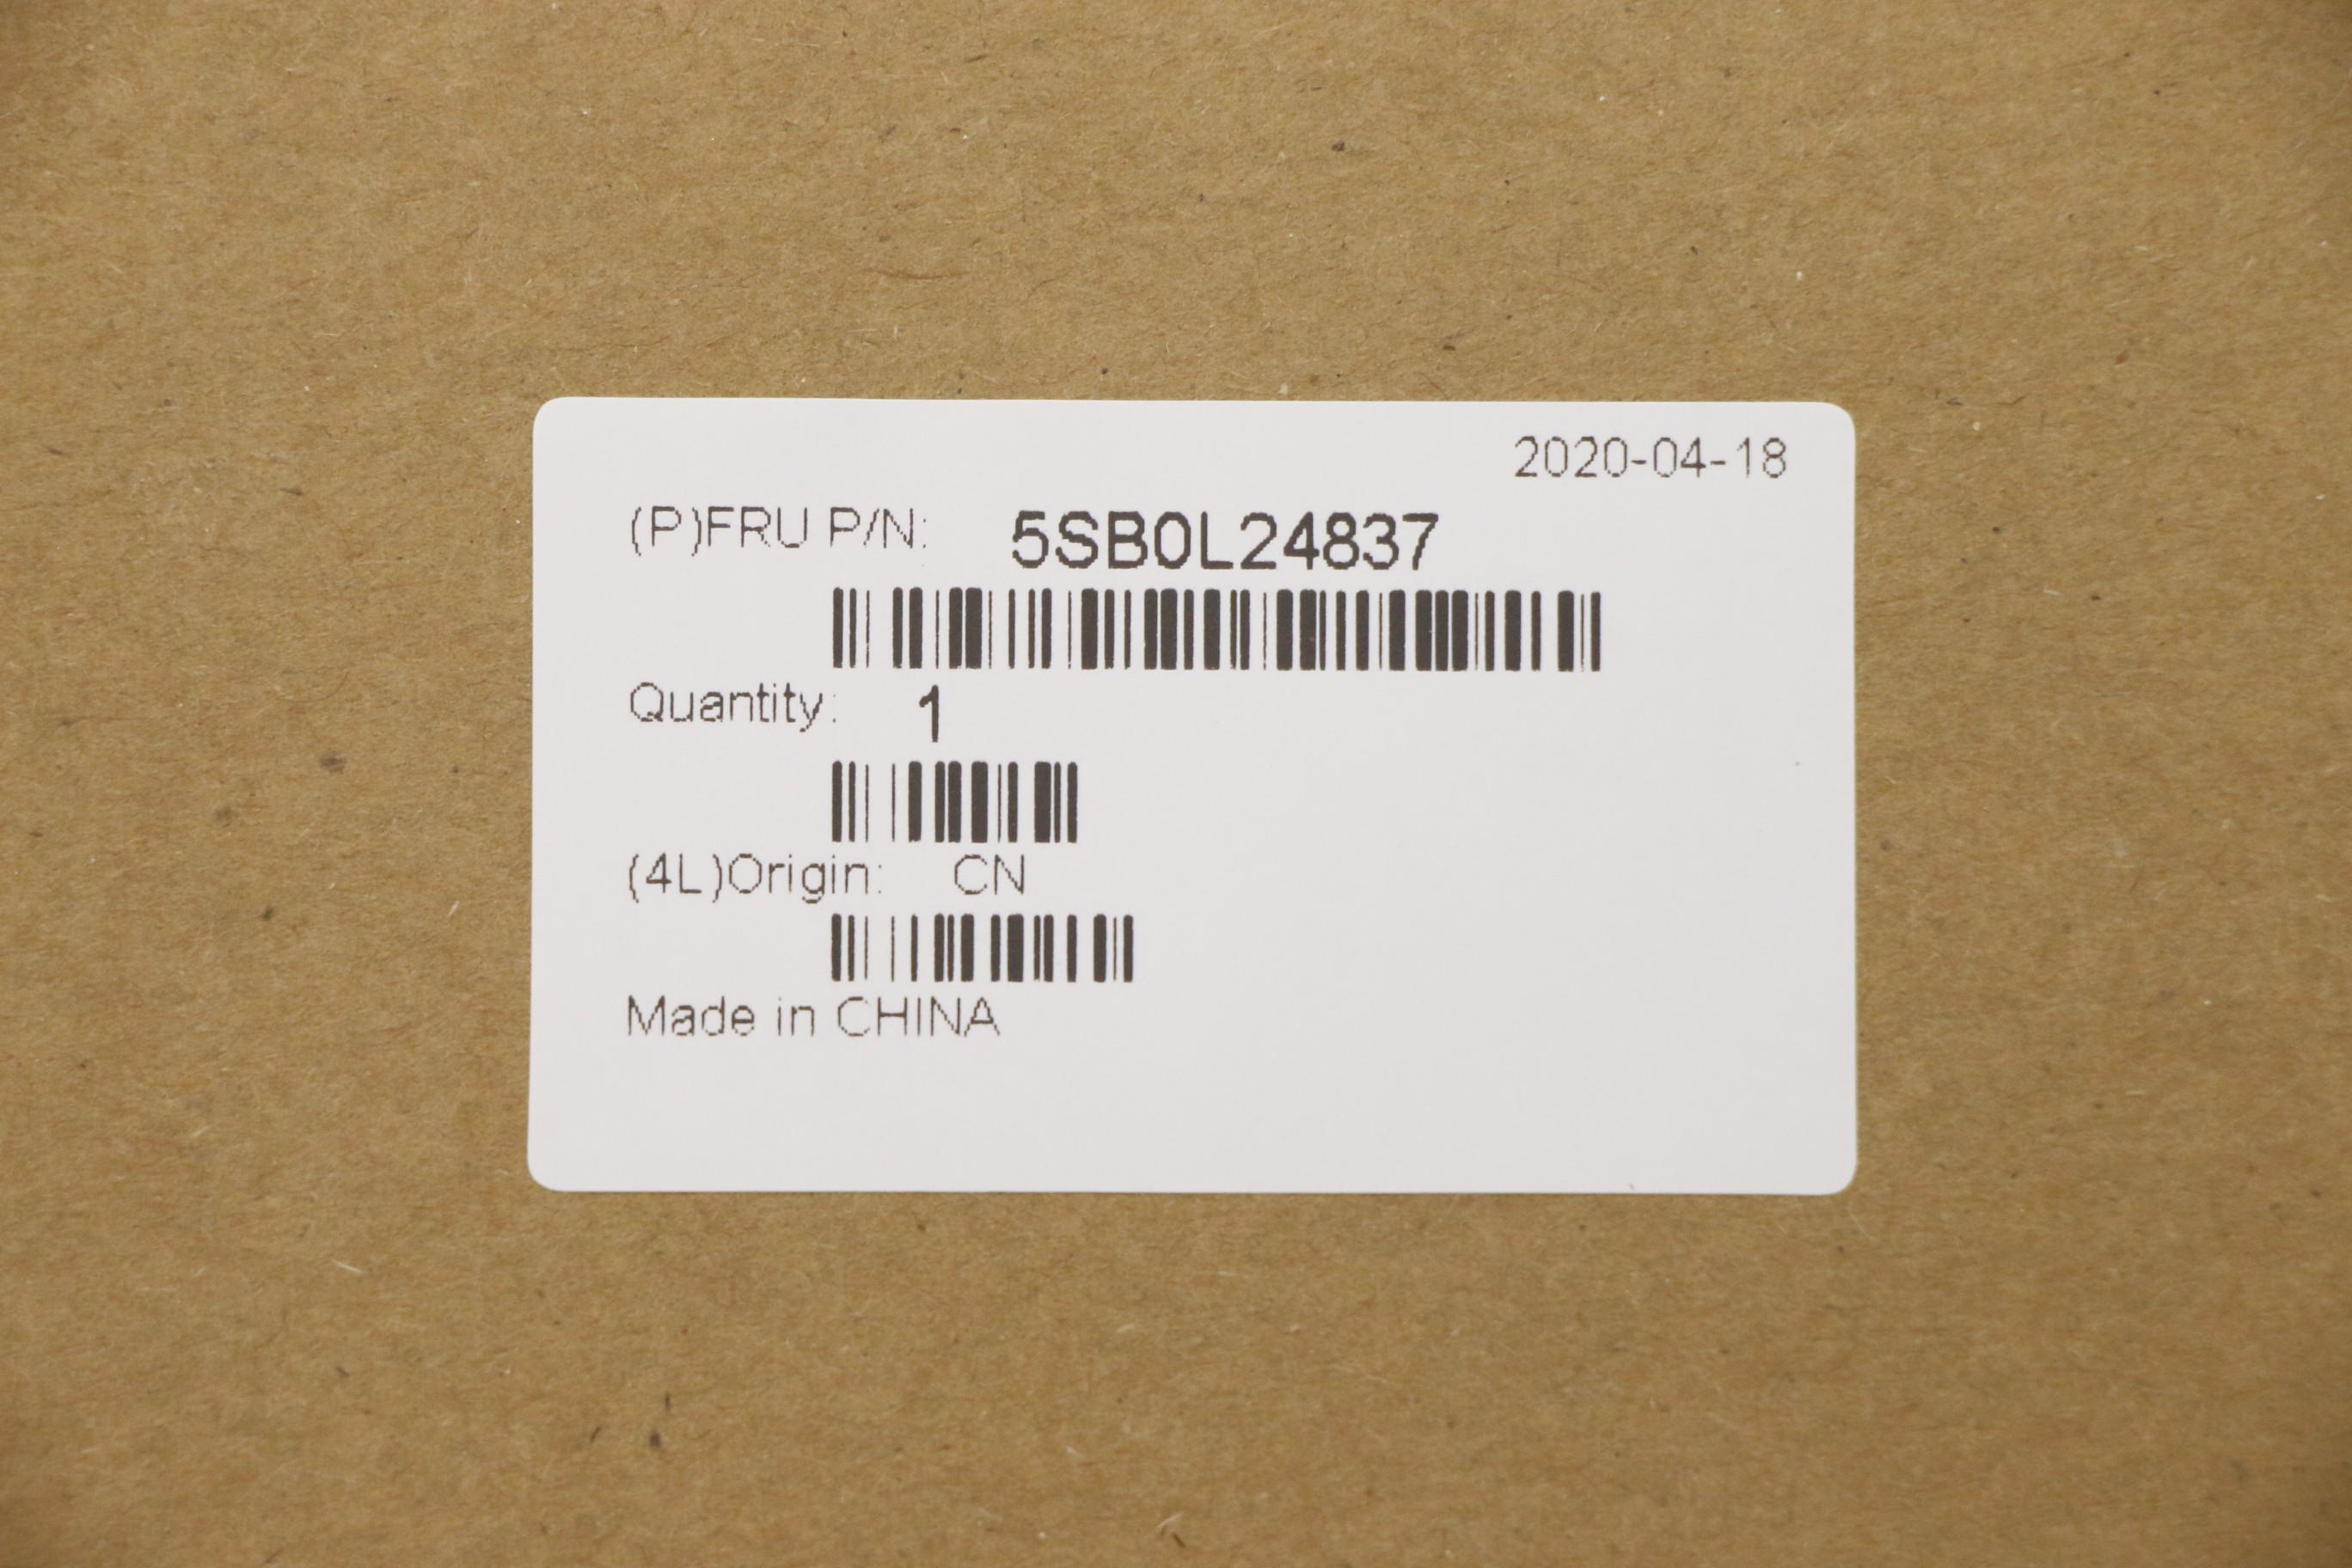 2020-04-18
(P)FRU P/N: 5SB0L24837
Quantity: 1
(4L)Origin: CN
Made in CHINA